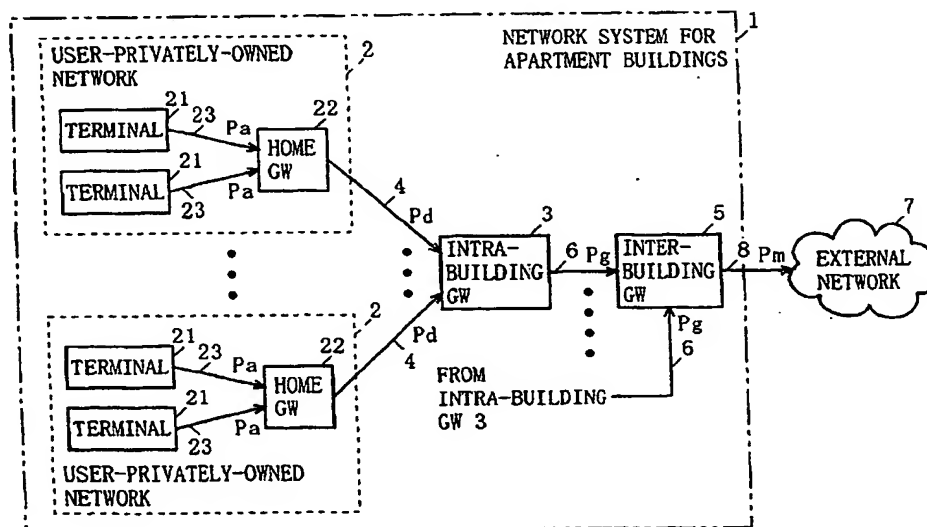 1
NETWORK SYSTEM FOR
APARTMENT BUILDINGS
USER-PRIVATELY-OWNED
NETWORK
2
21
TERMINAL
23
Pa
22
HOME
GW
21
TERMINAL
23
Pa
4
Pd
3
INTRA-
BUILDING
GW
6
Pg
5
INTER-
BUILDING
GW
8
Pm
7
EXTERNAL
NETWORK
Pg
6
FROM
INTRA-BUILDING
GW 3
2
21
TERMINAL
23
Pa
22
HOME
GW
Pd
4
21
TERMINAL
23
Pa
USER-PRIVATELY-OWNED
NETWORK